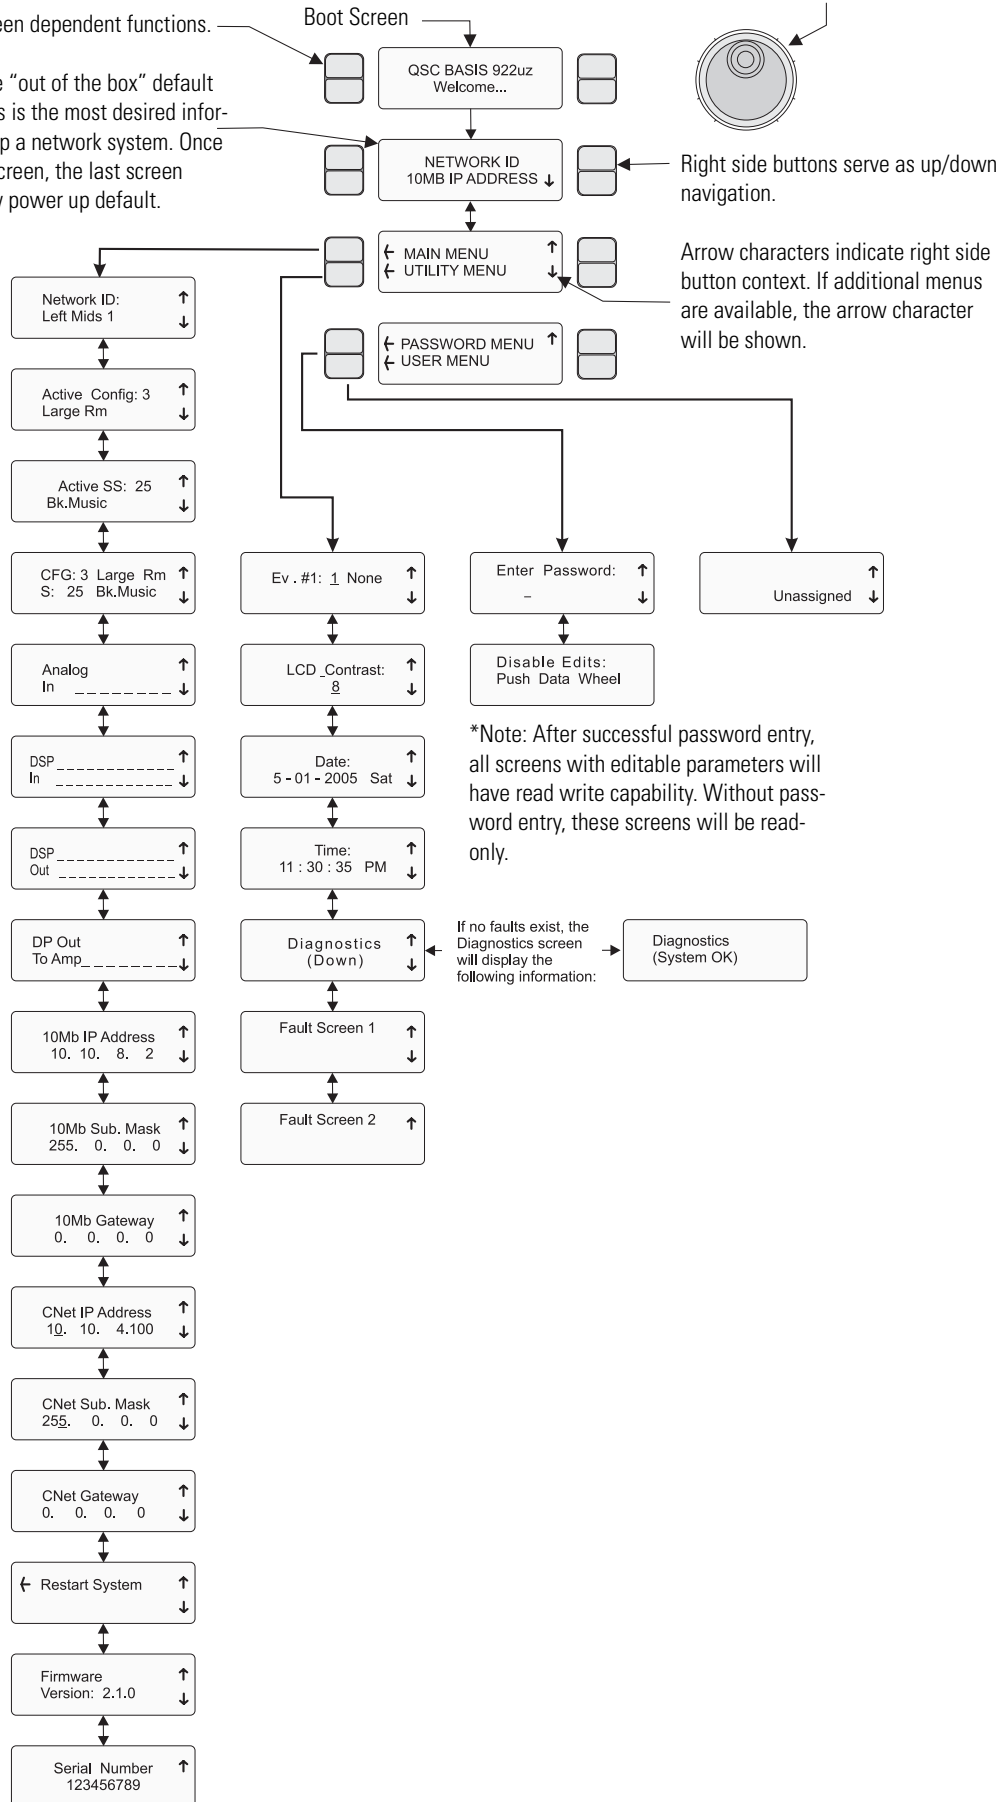 een dependent functions.
Boot Screen
QSC BASIS 922uz
Welcome...
e “out of the box” default
s is the most desired infor-
p a network system. Once
creen, the last screen
power up default.
NETWORK ID
10MB IP ADDRESS ↓
Right side buttons serve as up/down
navigation.
← MAIN MENU ↑
← UTILITY MENU ↓
Arrow characters indicate right side
button context. If additional menus
are available, the arrow character
will be shown.
← PASSWORD MENU ↑
← USER MENU
Network ID: ↑
Left Mids 1 ↓
Active Config: 3 ↑
Large Rm ↓
Active SS: 25 ↑
Bk.Music ↓
CFG: 3 Large Rm ↑
S: 25 Bk.Music ↓
Analog ↑
In _ _ _ _ _ _ _ _ _ ↓
DSP _ _ _ _ _ _ _ _ _ _ ↑
In _ _ _ _ _ _ _ _ _ _ ↓
DSP _ _ _ _ _ _ _ _ _ _ ↑
Out _ _ _ _ _ _ _ _ _ _ ↓
DP Out ↑
To Amp_ _ _ _ _ _ _ _ ↓
10Mb IP Address ↑
10. 10. 8. 2 ↓
10Mb Sub. Mask ↑
255. 0. 0. 0 ↓
10Mb Gateway ↑
0. 0. 0. 0 ↓
CNet IP Address ↑
10. 10. 4.100 ↓
CNet Sub. Mask ↑
255. 0. 0. 0 ↓
CNet Gateway ↑
0. 0. 0. 0 ↓
← Restart System ↑
↓
Firmware ↑
Version: 2.1.0 ↓
Serial Number ↑
123456789
Ev . #1: 1 None ↑
↓
LCD _Contrast: ↑
8 ↓
Date: ↑
5 - 01 - 2005 Sat ↓
Time: ↑
11 : 30 : 35 PM ↓
Diagnostics ↑
(Down) ↓
If no faults exist, the
Diagnostics screen
will display the
following information:
Diagnostics
(System OK)
Fault Screen 1 ↑
↓
Fault Screen 2 ↑
Enter Password: ↑
_ ↓
Disable Edits:
Push Data Wheel
*Note: After successful password entry,
all screens with editable parameters will
have read write capability. Without pass-
word entry, these screens will be read-
only.
↑
Unassigned ↓